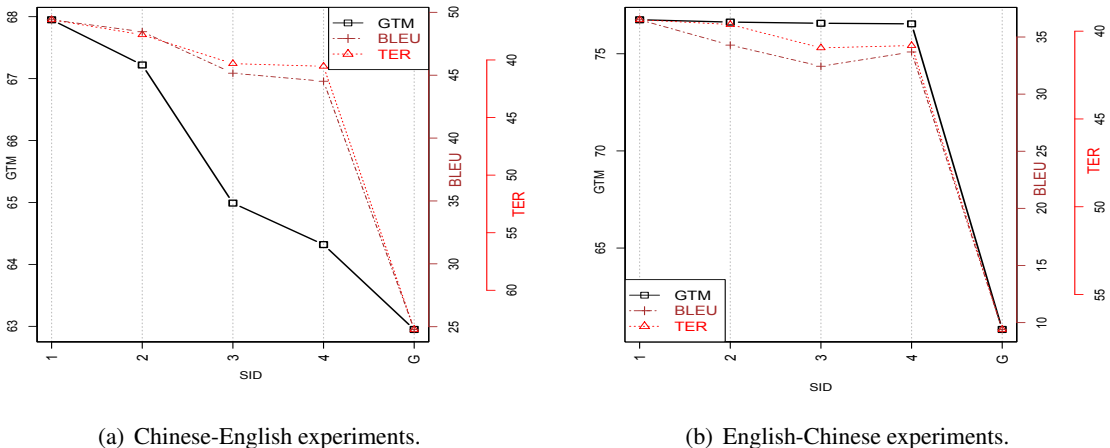 68
67
66
65
64
63
GTM
1
2
3
4
G
SID
GTM
BLEU
TER
50
45
40
35
30
25
BLEU
40
45
50
55
60
TER
(a) Chinese-English experiments.
75
70
65
GTM
1
2
3
4
G
SID
GTM
BLEU
TER
35
30
25
20
15
10
BLEU
40
45
50
55
TER
(b) English-Chinese experiments.